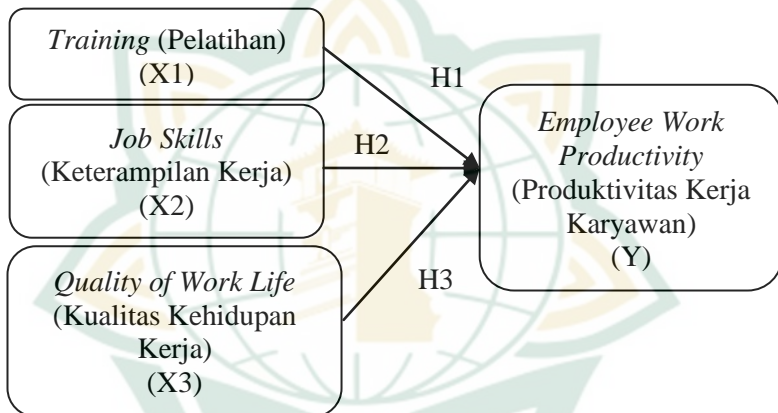 Training (Pelatihan)
(X1)
Job Skills
(Keterampilan Kerja)
(X2)
Quality of Work Life
(Kualitas Kehidupan
Kerja)
(X3)
H1
H2
H3
Employee Work
Productivity
(Produktivitas Kerja
Karyawan)
(Y)